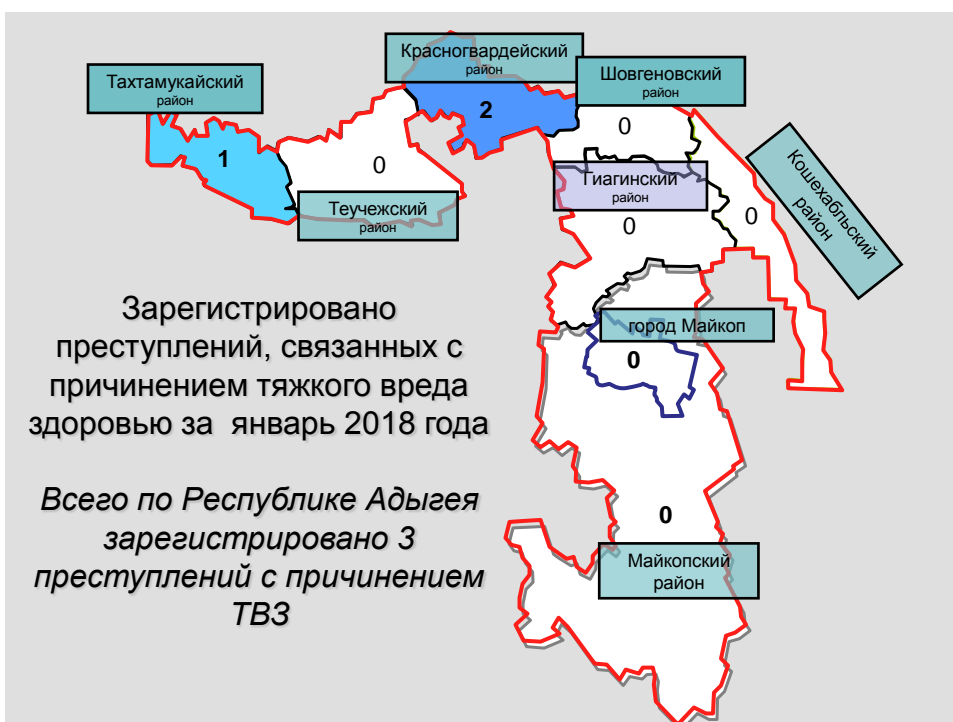 Красногвардейский
район
Шовгеновский
район
Тахтамукайский
район
2
0
1
0
Кошехабльский
район
Гиагинский
район
Теучежский
район
0
0
Зарегистрировано
преступлений, связанных с
причинением тяжкого вреда
здоровью за январь 2018 года
город Майкоп
0
Всего по Республике Адыгея
зарегистрировано 3
преступлений с причинением
ТВЗ
0
Майкопский
район